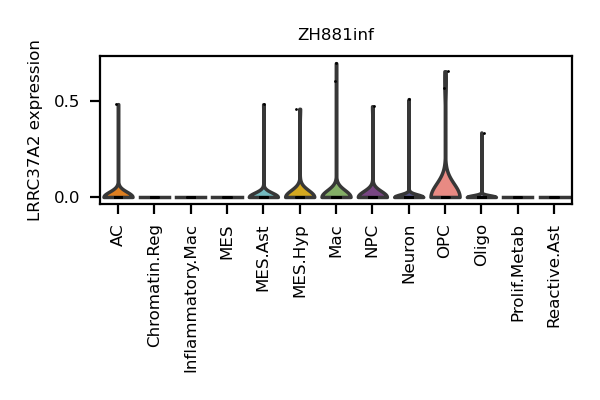 ZH881inf
LRRC37A2 expression
0.5
0.0
AC
Chromatin.Reg
Inflammatory.Mac
MES
MES.Ast
MES.Hyp
Mac
NPC
Neuron
OPC
Oligo
Prolif.Metab
Reactive.Ast